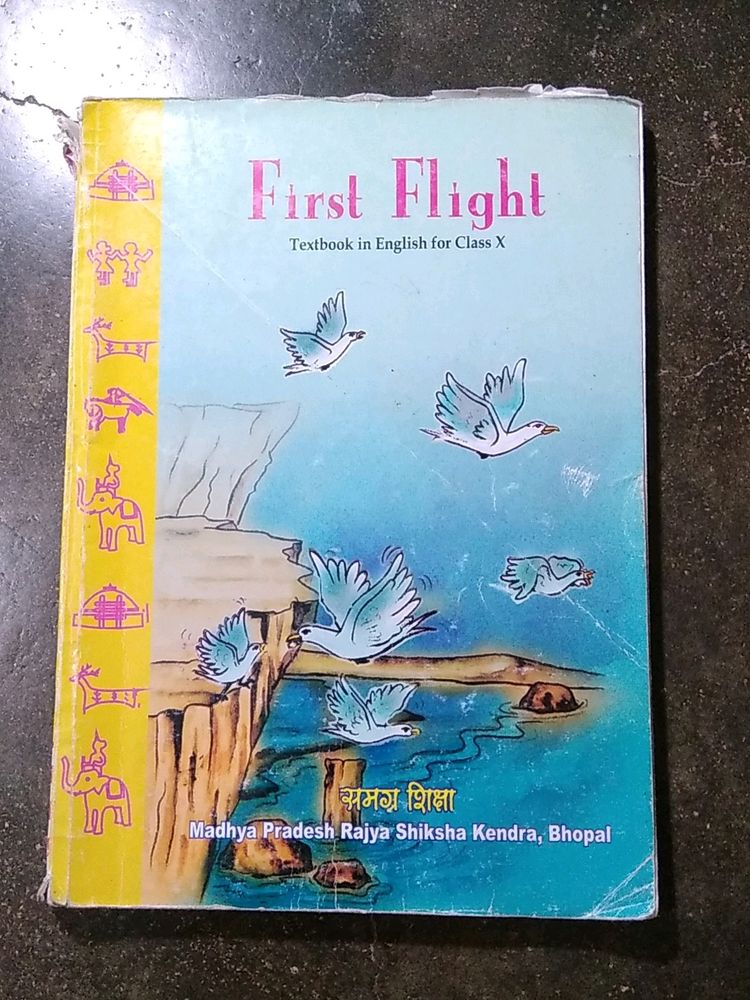 First Flight
Textbook in English for Class X
समग्र शिक्षा
Madhya Pradesh Rajya Shiksha Kendra, Bhopal